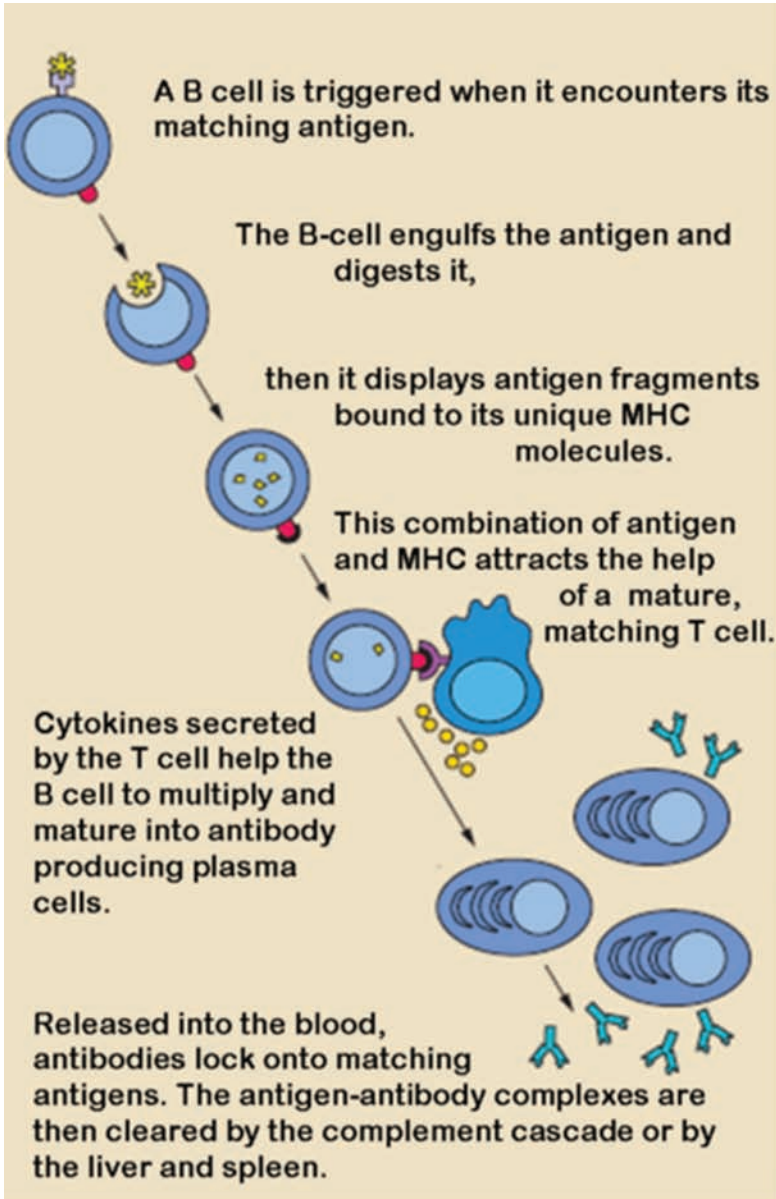 A B cell is triggered when it encounters its
matching antigen.
The B-cell engulfs the antigen and
digests it,
then it displays antigen fragments
bound to its unique MHC
molecules.
This combination of antigen
and MHC attracts the help
of a mature,
matching T cell.
Cytokines secreted
by the T cell help the
B cell to multiply and
mature into antibody
producing plasma
cells.
Released into the blood,
antibodies lock onto matching
antigens. The antigen-antibody complexes are
then cleared by the complement cascade or by
the liver and spleen.